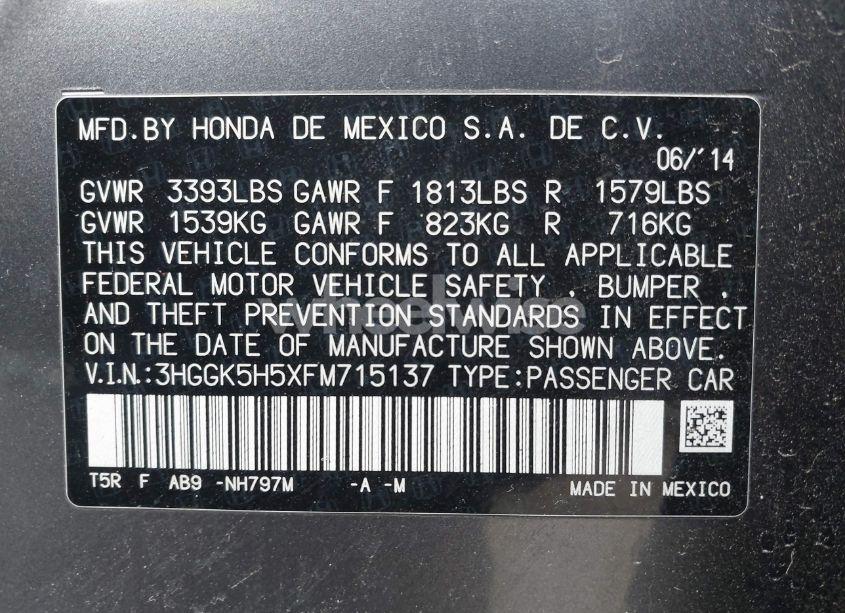 MFD.BY HONDA DE MEXICO S.A. DE C.V.
06/'14
GVWR 3393LBS GAWR F 1813LBS R 1579LBS
GVWR 1539KG GAWR F 823KG R 716KG
THIS VEHICLE CONFORMS TO ALL APPLICABLE
FEDERAL MOTOR VEHICLE SAFETY , BUMPER ,
AND THEFT PREVENTION STANDARDS IN EFFECT
ON THE DATE OF MANUFACTURE SHOWN ABOVE.
V.I.N.:3HGGK5H5XFM715137 TYPE:PASSENGER CAR
T5R F AB9 -NH797M -A -M MADE IN MEXICO
wheelwise